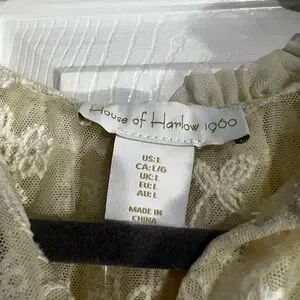 House of Harlow 1960
US: L
CA: L/G
UK: L
EU: L
AU: L
MADE IN
CHINA